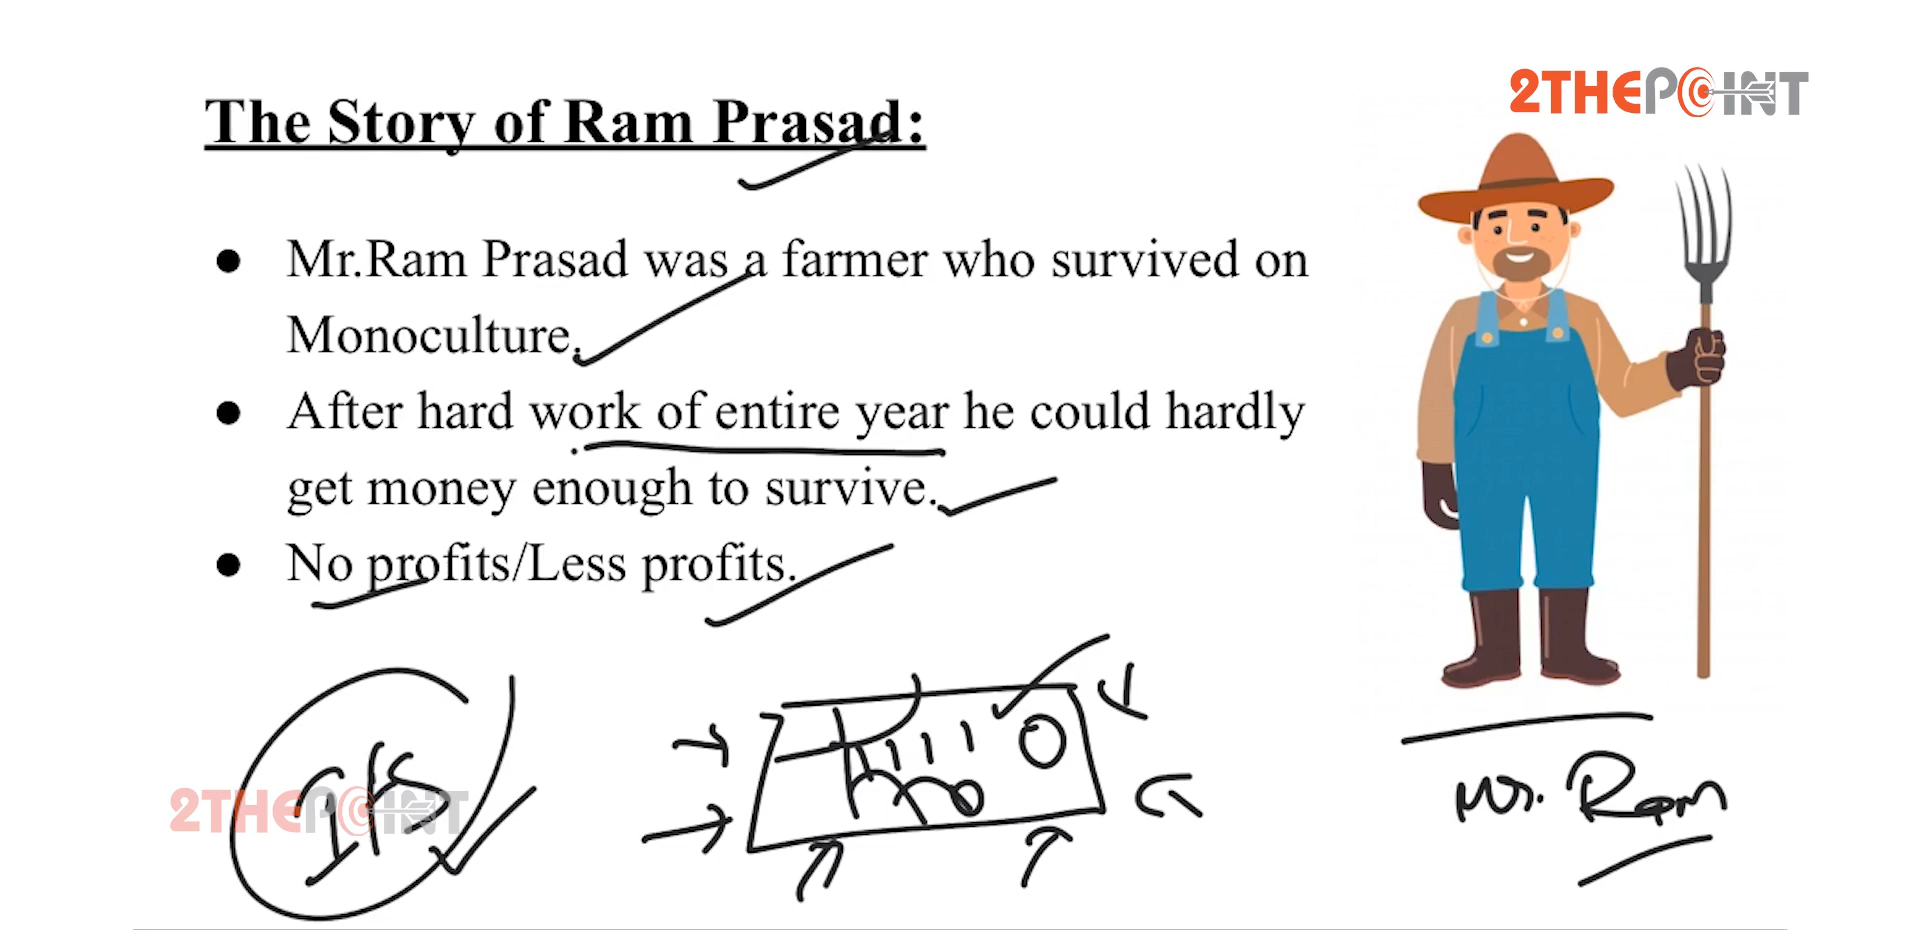 2THEPOINT
The Story of Ram Prasad:
● Mr.Ram Prasad was a farmer who survived on
Monoculture.
● After hard work of entire year he could hardly
get money enough to survive.
● No profits/Less profits.
2THEPOINT
Mr. Ram